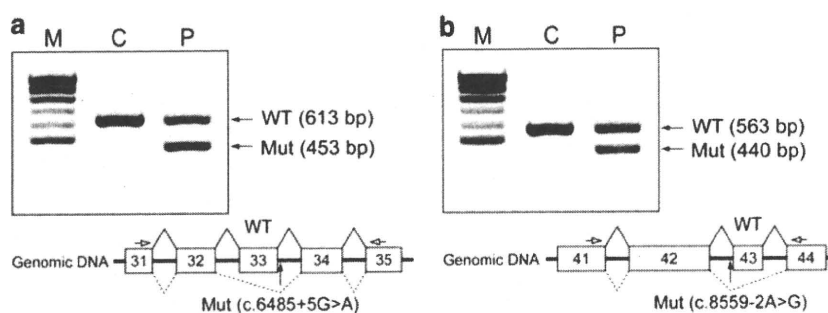 a
M C P
WT (613 bp)
Mut (453 bp)
WT
Genomic DNA 31 32 33 34 35
Mut (c.6485+5G>A)
b
M C P
WT (563 bp)
Mut (440 bp)
WT
Genomic DNA 41 42 43 44
Mut (c.8559-2A>G)